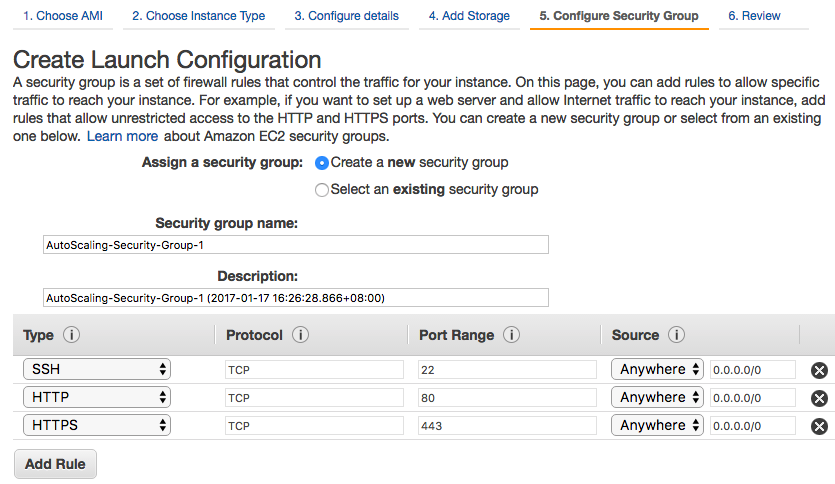 1. Choose AMI 2. Choose Instance Type 3. Configure details 4. Add Storage 5. Configure Security Group 6. Review
Create Launch Configuration
A security group is a set of firewall rules that control the traffic for your instance. On this page, you can add rules to allow specific
traffic to reach your instance. For example, if you want to set up a web server and allow Internet traffic to reach your instance, add
rules that allow unrestricted access to the HTTP and HTTPS ports. You can create a new security group or select from an existing
one below. Learn more about Amazon EC2 security groups.
Assign a security group: Create a new security group
Select an existing security group
Security group name:
AutoScaling-Security-Group-1
Description:
AutoScaling-Security-Group-1 (2017-01-17 16:26:28.866+08:00)
Type i Protocol i Port Range i Source i
SSH TCP 22 Anywhere 0.0.0.0/0
HTTP TCP 80 Anywhere 0.0.0.0/0
HTTPS TCP 443 Anywhere 0.0.0.0/0
Add Rule